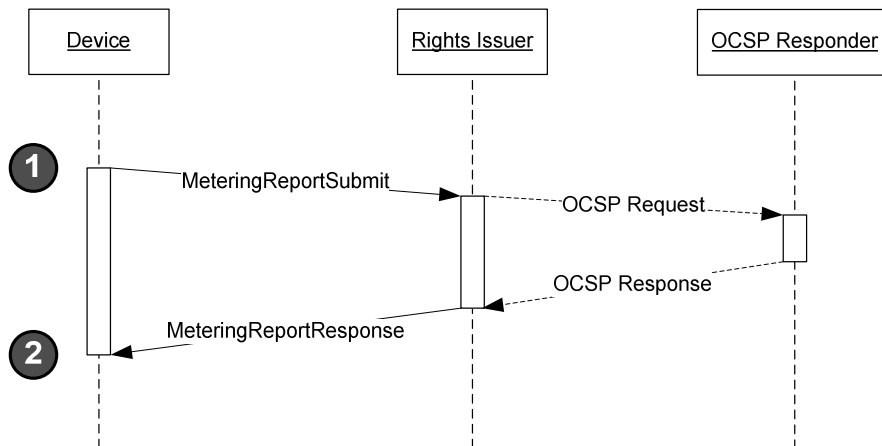 Device
Rights Issuer
OCSP Responder
1
MeteringReportSubmit
OCSP Request
OCSP Response
MeteringReportResponse
2